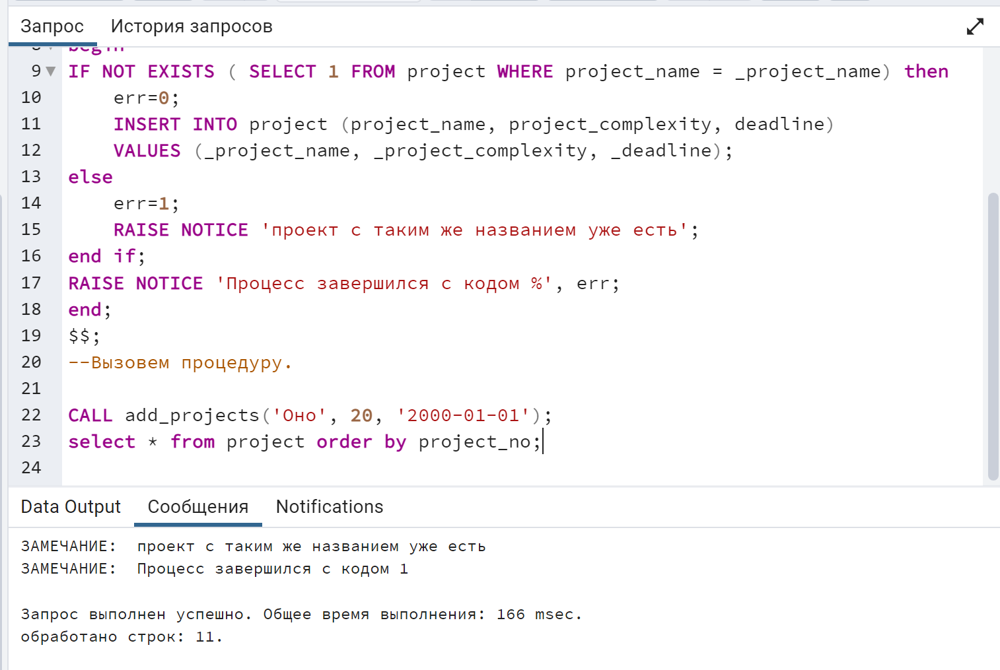 Запрос История запросов
8 begin
9 IF NOT EXISTS ( SELECT 1 FROM project WHERE project_name = _project_name) then
10 err=0;
11 INSERT INTO project (project_name, project_complexity, deadline)
12 VALUES (_project_name, _project_complexity, _deadline);
13 else
14 err=1;
15 RAISE NOTICE 'проект с таким же названием уже есть';
16 end if;
17 RAISE NOTICE 'Процесс завершился с кодом %', err;
18 end;
19 $$;
20 --Вызовем процедуру.
21
22 CALL add_projects('Оно', 20, '2000-01-01');
23 select * from project order by project_no;
24
Data Output Сообщения Notifications
ЗАМЕЧАНИЕ: проект с таким же названием уже есть
ЗАМЕЧАНИЕ: Процесс завершился с кодом 1
Запрос выполнен успешно. Общее время выполнения: 166 msec.
обработано строк: 11.